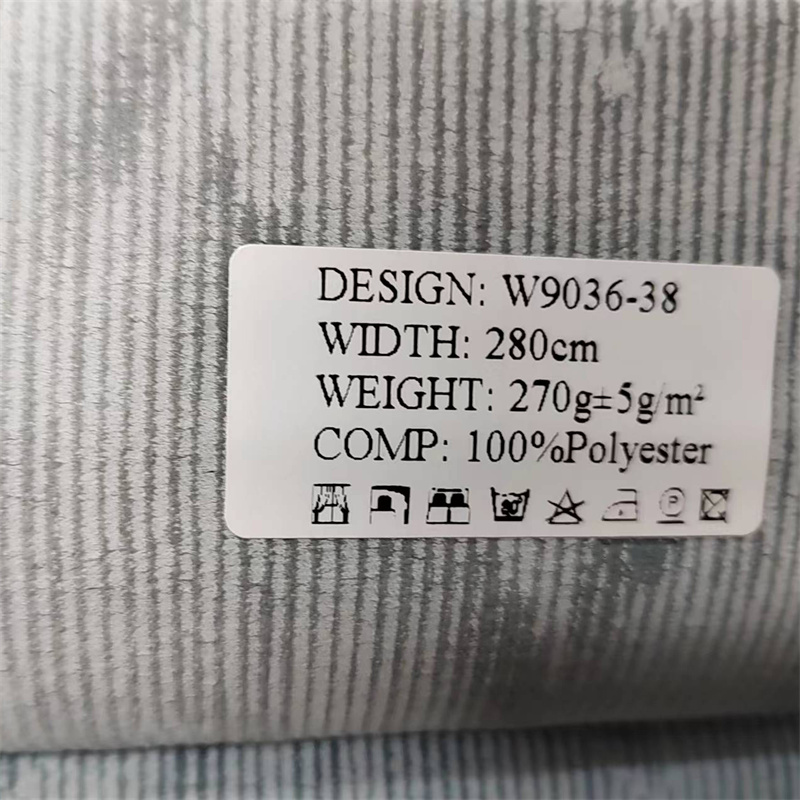 DESIGN: W9036-38
WIDTH: 280cm
WEIGHT: 270g±5g/m²
COMP: 100%Polyester